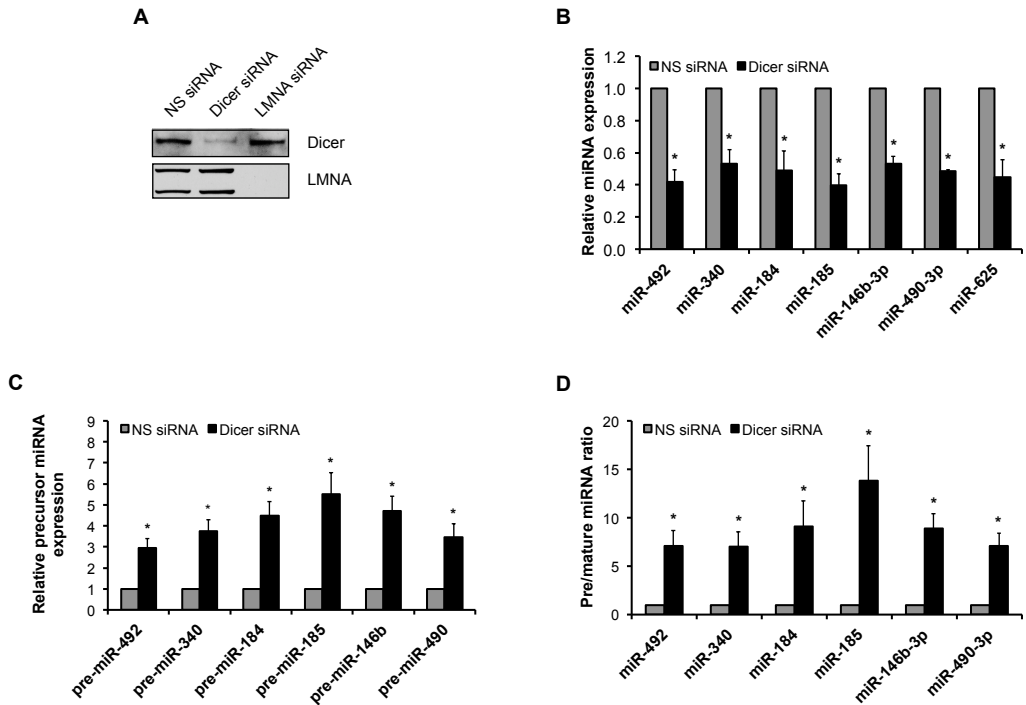 A
NS siRNA
Dicer siRNA
LMNA siRNA
Dicer
LMNA
B
Relative miRNA expression
1.2
1.0
0.8
0.6
0.4
0.2
0.0
NS siRNA
Dicer siRNA
*
*
*
*
*
*
*
miR-492
miR-340
miR-184
miR-185
miR-146b-3p
miR-490-3p
miR-625
C
Relative precursor miRNA
expression
9
8
7
6
5
4
3
2
1
0
NS siRNA
Dicer siRNA
*
*
*
*
*
*
pre-miR-492
pre-miR-340
pre-miR-184
pre-miR-185
pre-miR-146b
pre-miR-490
D
Pre/mature miRNA ratio
20
15
10
5
0
NS siRNA
Dicer siRNA
*
*
*
*
*
*
miR-492
miR-340
miR-184
miR-185
miR-146b-3p
miR-490-3p